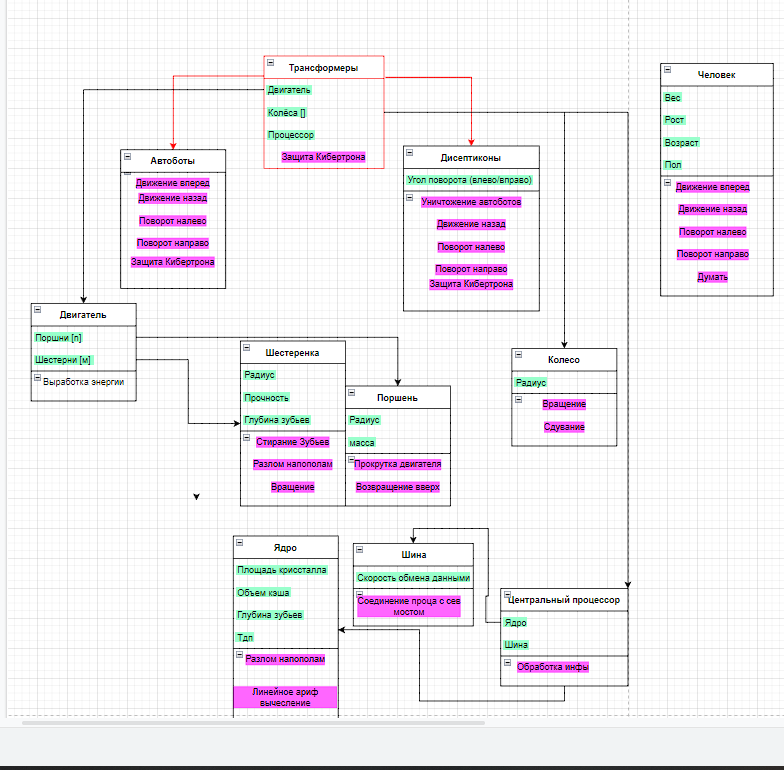 Трансформеры
Двигатель
Колёса []
Процессор
Защита Кибертрона
Человек
Вес
Рост
Возраст
Пол
Движение вперед
Движение назад
Поворот налево
Поворот направо
Думать
Автоботы
Движение вперед
Движение назад
Поворот налево
Поворот направо
Защита Кибертрона
Дисептиконы
Угол поворота (влево/вправо)
Уничтожение автоботов
Движение назад
Поворот налево
Поворот направо
Защита Кибертрона
Двигатель
Поршни [n]
Шестерни [м]
Выработка энергии
Шестеренка
Радиус
Прочность
Глубина зубьев
Стирание Зубьев
Разлом напополам
Вращение
Поршень
Радиус
масса
Прокрутка двигателя
Возвращение вверх
Колесо
Радиус
Вращение
Сдувание
Ядро
Площадь криссталла
Объем кэша
Глубина зубьев
Тдп
Разлом напополам
Линейное ариф
вычесление
Шина
Скорость обмена данными
Соединение проца с сев
мостом
Центральный процессор
Ядро
Шина
Обработка инфы